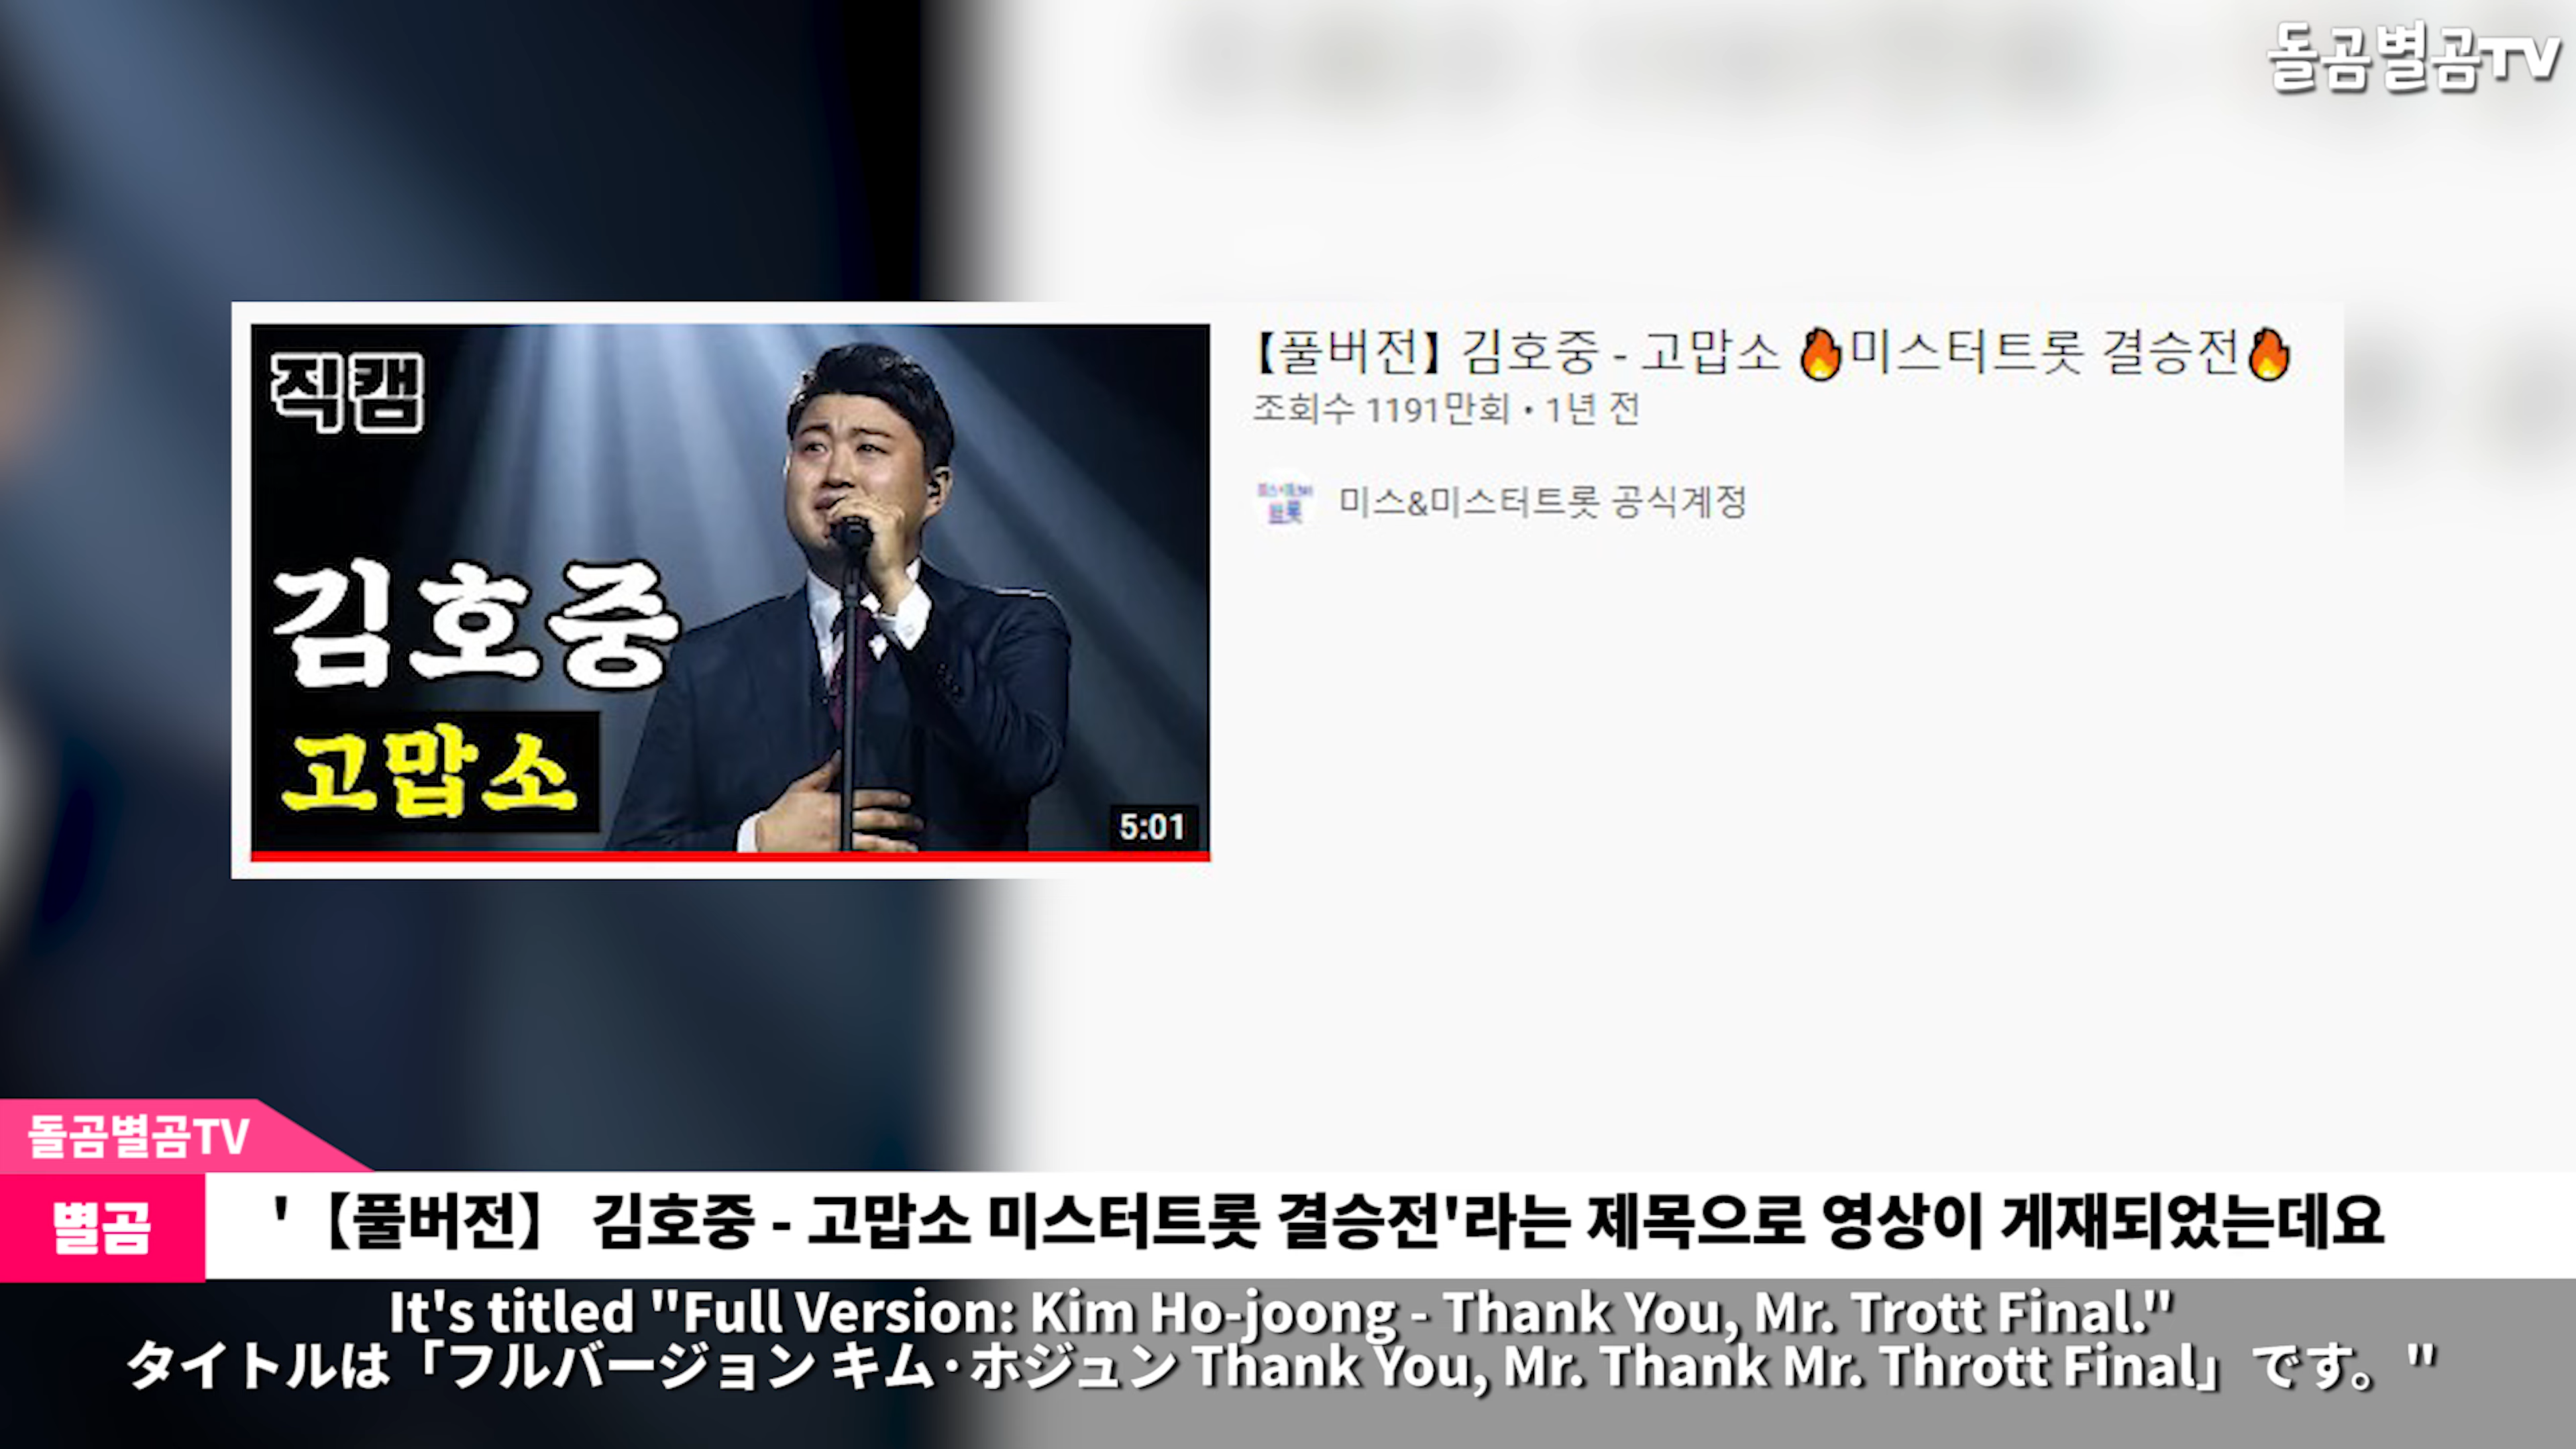 돌곰별곰TV
직캠
김호중
고맙소
5:01
【풀버전】 김호중 - 고맙소 🔥미스터트롯 결승전🔥
조회수 1191만회 • 1년 전
미스&미스터트롯 공식계정
돌곰별곰TV
별곰
'【풀버전】 김호중 - 고맙소 미스터트롯 결승전'라는 제목으로 영상이 게재되었는데요
It's titled "Full Version: Kim Ho-joong - Thank You, Mr. Trott Final."
タイトルは「フルバージョン キム·ホジュン Thank You, Mr. Thank Mr. Thrott Final」です。"